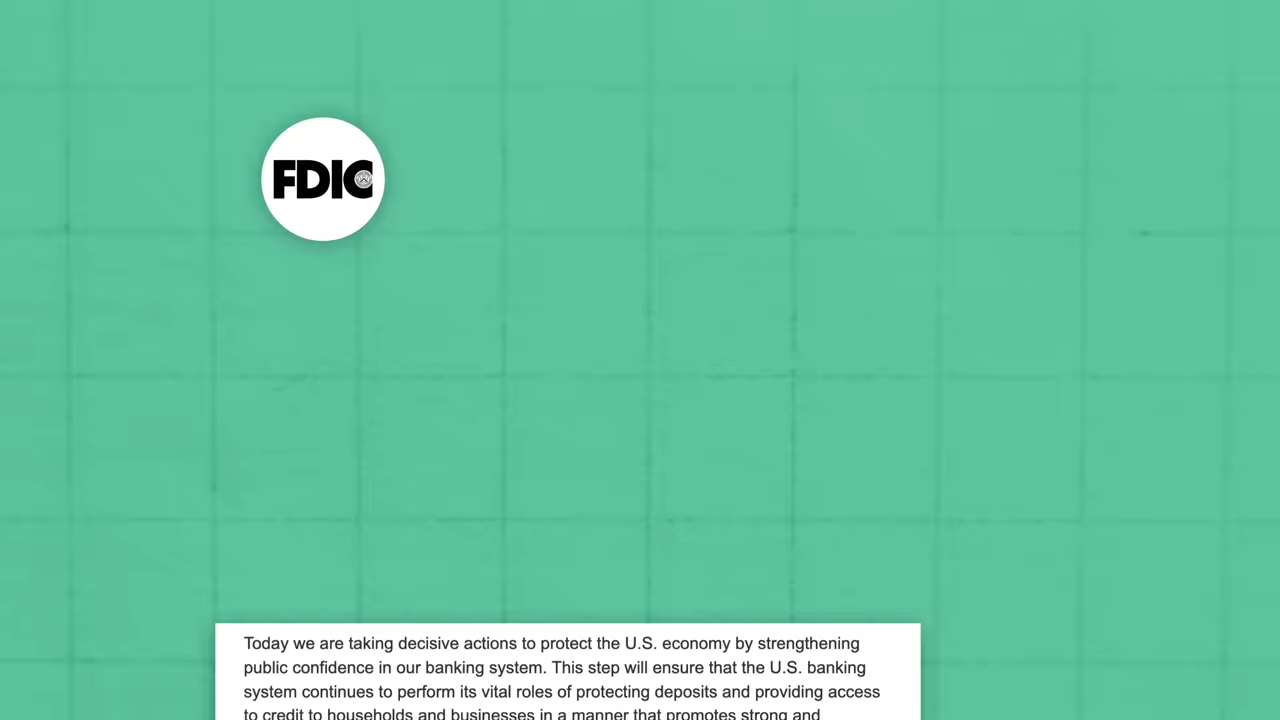 FDIC
Today we are taking decisive actions to protect the U.S. economy by strengthening
public confidence in our banking system. This step will ensure that the U.S. banking
system continues to perform its vital roles of protecting deposits and providing access
to credit to households and businesses in a manner that promotes strong and